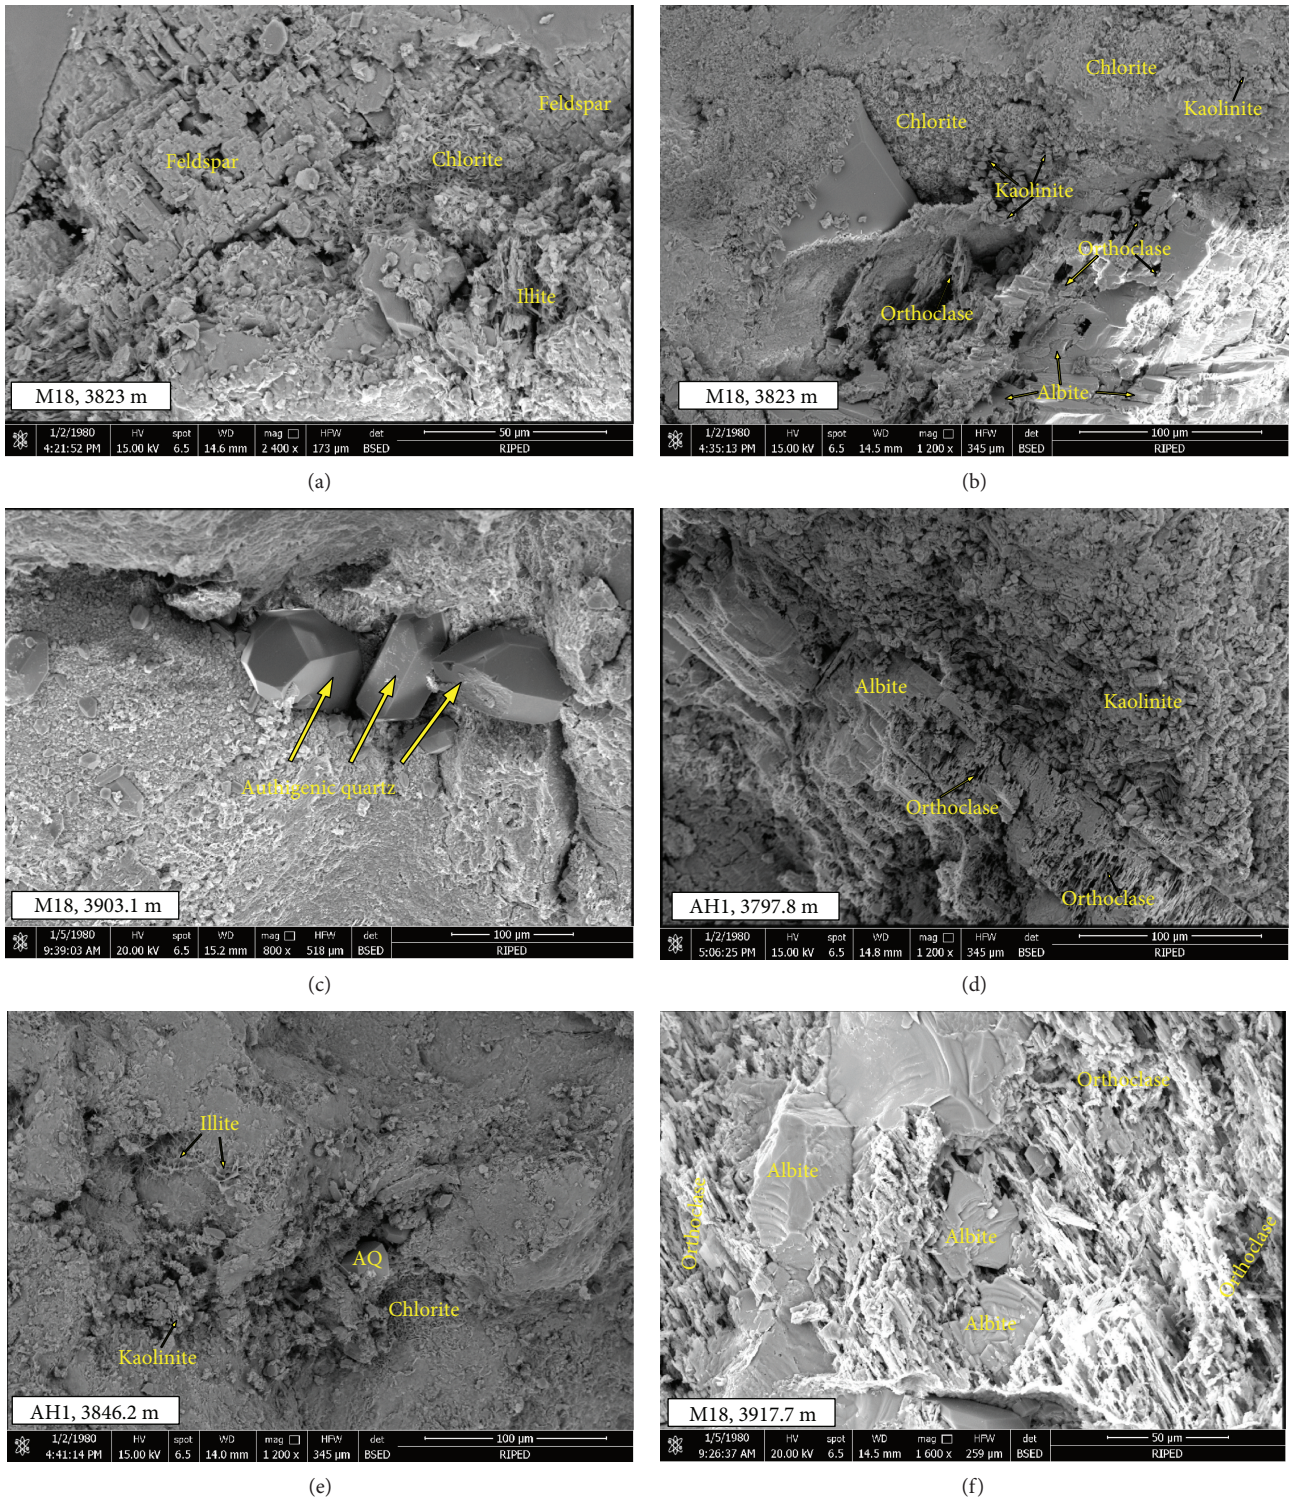 Feldspar
Feldspar
Chlorite
Illite
M18, 3823 m
1/2/1980 HV spot WD mag HFW det 50 µm
4:21:52 PM 15.00 kV 6.5 14.6 mm 2 400 x 173 µm BSED RIPED
(a)
Chlorite
Kaolinite
Chlorite
Kaolinite
Orthoclase
Orthoclase
Albite
M18, 3823 m
1/2/1980 HV spot WD mag HFW det 100 µm
4:35:13 PM 15.00 kV 6.5 14.5 mm 1 200 x 345 µm BSED RIPED
(b)
Authigenic quartz
M18, 3903.1 m
1/5/1980 HV spot WD mag HFW det 100 µm
9:39:03 AM 20.00 kV 6.5 15.2 mm 800 x 518 µm BSED RIPED
(c)
Albite
Kaolinite
Orthoclase
Orthoclase
AH1, 3797.8 m
1/2/1980 HV spot WD mag HFW det 100 µm
5:06:25 PM 15.00 kV 6.5 14.8 mm 1 200 x 345 µm BSED RIPED
(d)
Illite
AQ
Chlorite
Kaolinite
AH1, 3846.2 m
1/2/1980 HV spot WD mag HFW det 100 µm
4:41:14 PM 15.00 kV 6.5 14.0 mm 1 200 x 345 µm BSED RIPED
(e)
Orthoclase
Albite
Orthoclase
Albite
Orthoclase
Albite
M18, 3917.7 m
1/5/1980 HV spot WD mag HFW det 50 µm
9:26:37 AM 20.00 kV 6.5 14.5 mm 1 600 x 259 µm BSED RIPED
(f)